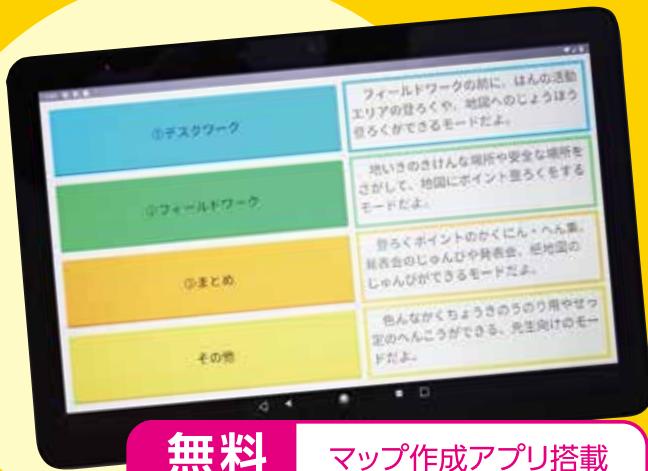 ①デスクワーク
フィールドワークの前に、はんの活動
エリアの登ろくや、地図へのじょうほう
登ろくができるモードだよ。
②フィールドワーク
地いきのきけんな場所や安全な場所を
さがして、地図にポイント登ろくをする
モードだよ。
③まとめ
登ろくポイントのかくにん・へん集、
発表会のじゅんびや発表会、紙地図の
じゅんびができるモードだよ。
その他
色んなかくちょうきのうのり用やせっ
定のへんこうができる、先生向けのモー
ドだよ。
無料
マップ作成アプリ搭載